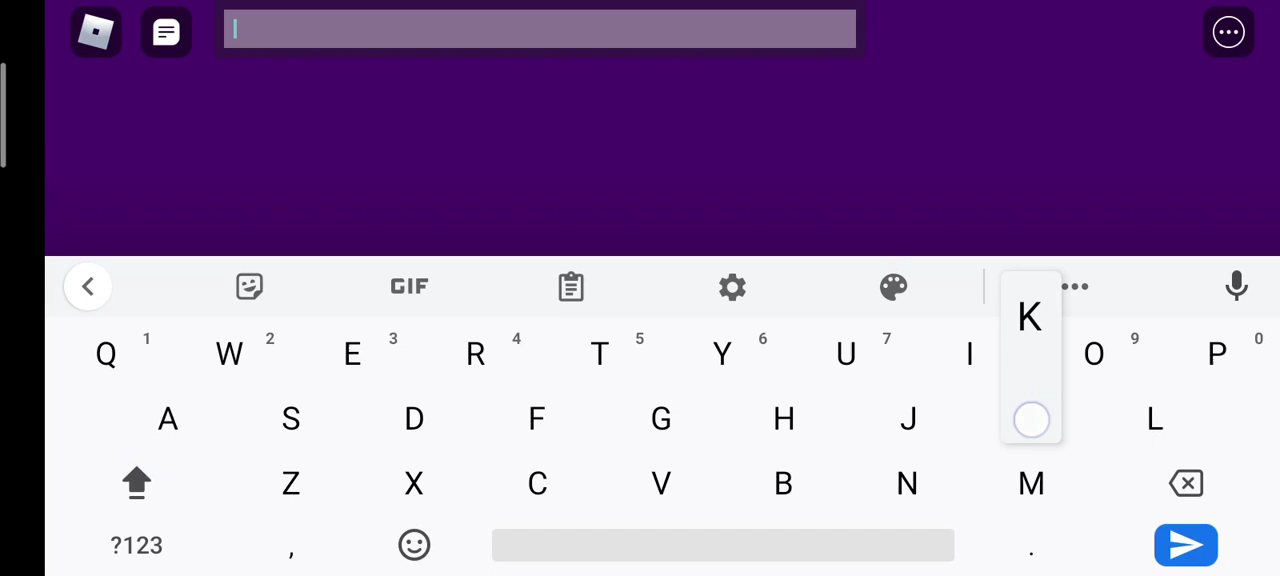 GIF
K
Q 1 W 2 E 3 R 4 T 5 Y 6 U 7 I O 9 P 0
A S D F G H J L
Z X C V B N M
?123 , .